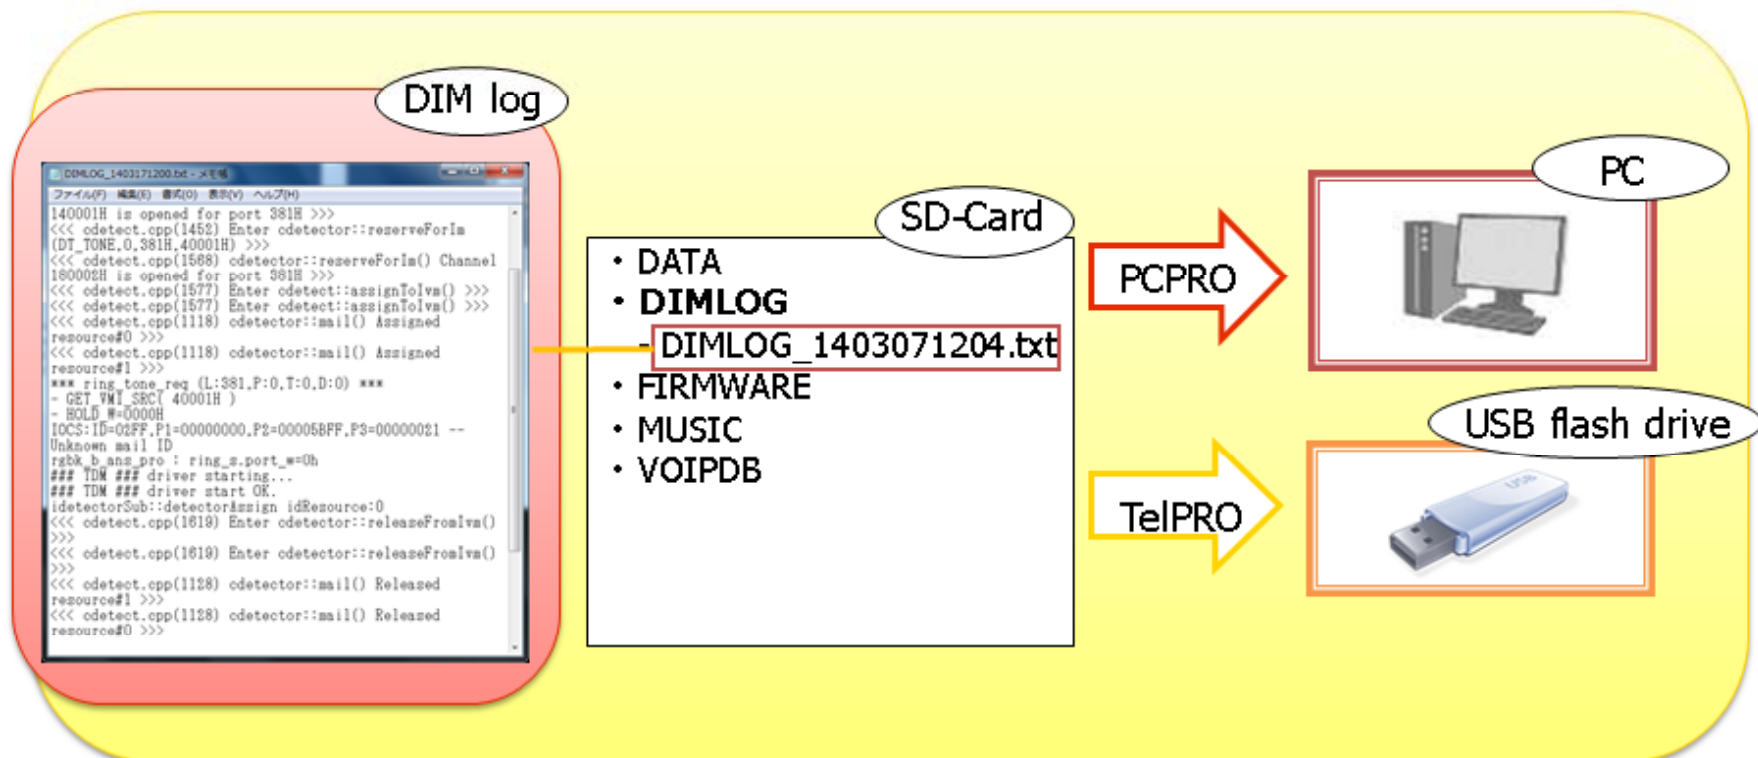 DIM log
DIMLOG_1403171200.txt - メモ帳
ファイル(F) 編集(E) 書式(O) 表示(V) ヘルプ(H)
140001H is opened for port 381H >>>
<<< cdetect.cpp(1452) Enter cdetector::reserveForIm
(DT_TONE,0,381H,40001H) >>>
<<< cdetect.cpp(1568) cdetector::reserveForIm() Channel
180002H is opened for port 381H >>>
<<< cdetect.cpp(1577) Enter cdetect::assignToIvm() >>>
<<< cdetect.cpp(1577) Enter cdetect::assignToIvm() >>>
<<< cdetect.cpp(1118) cdetector::mail() Assigned
resource#0 >>>
<<< cdetect.cpp(1118) cdetector::mail() Assigned
resource#1 >>>
*** ring_tone_req (L:381,P:0,T:0,D:0) ***
- GET_VMI_SRC( 40001H )
- HOLD_W=0000H
IOCS:ID=02FF,P1=00000000,P2=00005BFF,P3=00000021 --
Unknown mail ID
rgbk_b_ans_pro : ring_s.port_w=0h
### TDM ### driver starting...
### TDM ### driver start OK.
idetectorSub::detectorAssign idResource:0
<<< cdetect.cpp(1619) Enter cdetector::releaseFromIvm()
>>>
<<< cdetect.cpp(1619) Enter cdetector::releaseFromIvm()
>>>
<<< cdetect.cpp(1128) cdetector::mail() Released
resource#1 >>>
<<< cdetect.cpp(1128) cdetector::mail() Released
resource#0 >>>
SD-Card
• DATA
• DIMLOG
- DIMLOG_1403071204.txt
• FIRMWARE
• MUSIC
• VOIPDB
PCPRO
PC
TelPRO
USB flash drive
USB